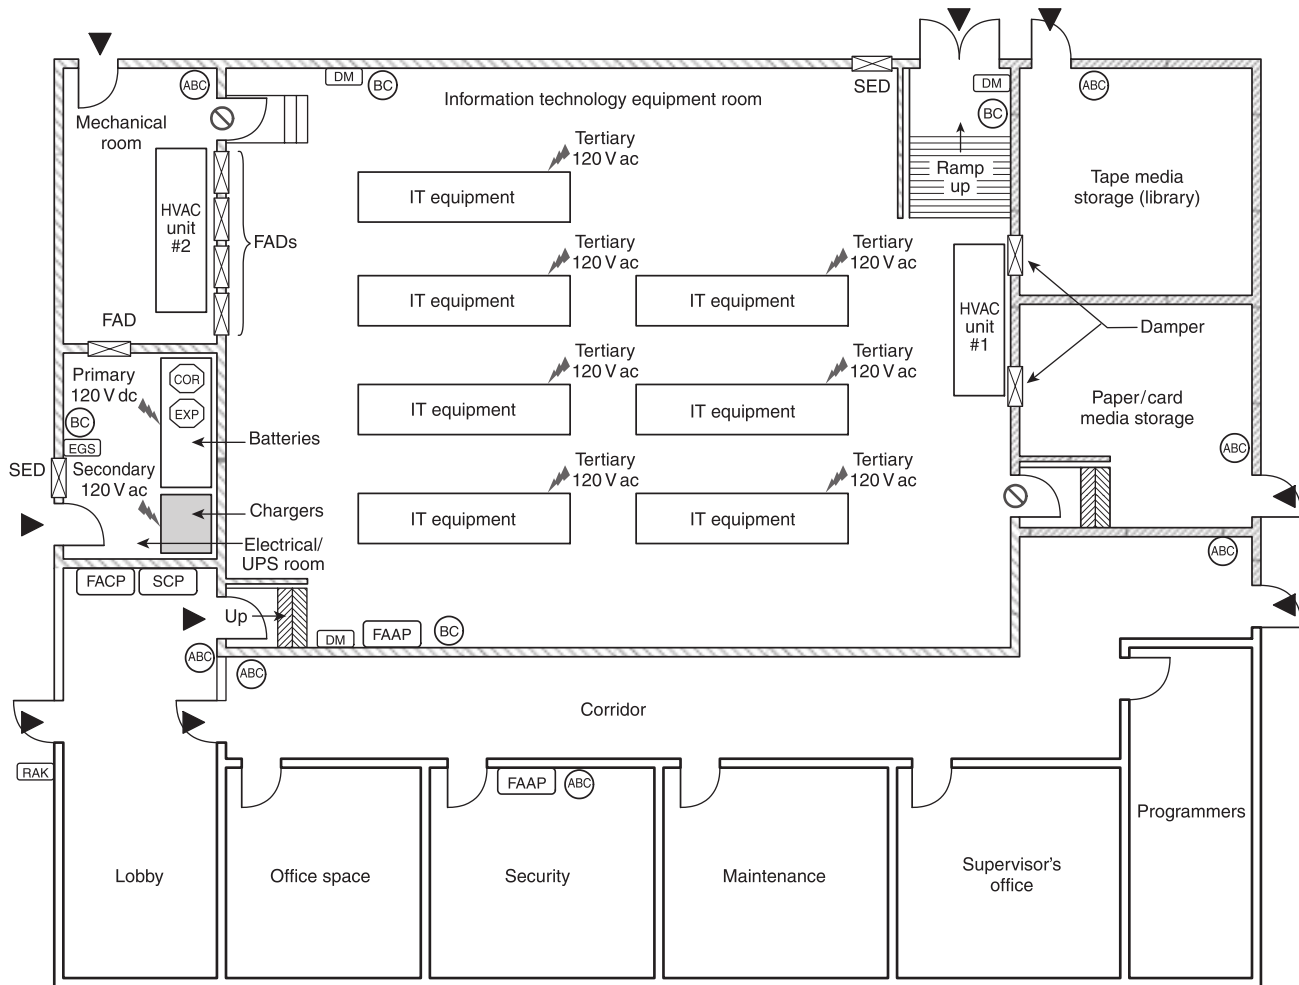 ABC
DM
BC
Information technology equipment room
SED
DM
BC
ABC
Mechanical
room
Tertiary
120 V ac
IT equipment
Ramp
up
Tape media
storage (library)
HVAC
unit
#2
FADs
Tertiary
120 V ac
IT equipment
Tertiary
120 V ac
IT equipment
HVAC
unit
#1
Damper
FAD
Primary
120 V dc
COR
EXP
BC
EGS
Batteries
Tertiary
120 V ac
IT equipment
Tertiary
120 V ac
IT equipment
Paper/card
media storage
ABC
SED
Secondary
120 V ac
Chargers
Electrical/
UPS room
Tertiary
120 V ac
IT equipment
Tertiary
120 V ac
IT equipment
ABC
FACP
SCP
Up
DM
FAAP
BC
ABC
ABC
Corridor
RAK
FAAP
ABC
Programmers
Lobby
Office space
Security
Maintenance
Supervisor's
office